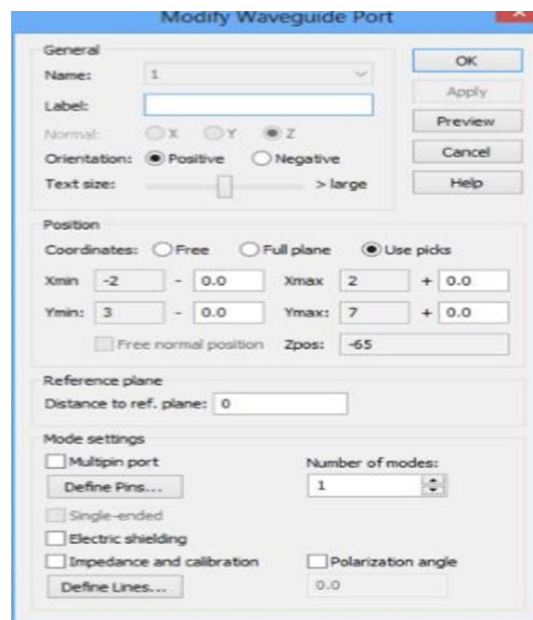 Modify Waveguide Port
General
OK
Name: 1
Apply
Label:
Preview
Normal: X Y Z
Orientation: Positive Negative
Cancel
Text size: > large
Help
Position
Coordinates: Free Full plane Use picks
Xmin -2 - 0.0 Xmax 2 + 0.0
Ymin: 3 - 0.0 Ymax: 7 + 0.0
Free normal position Zpos: -65
Reference plane
Distance to ref. plane: 0
Mode settings
Multipin port Number of modes:
Define Pins... 1
Single-ended
Electric shielding
Impedance and calibration Polarization angle
Define Lines... 0.0